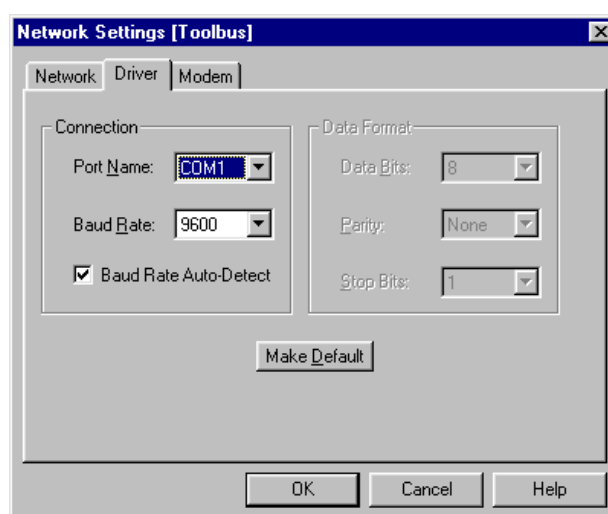 Network Settings [Toolbus]
Network Driver Modem
Connection
Port Name: COM1
Baud Rate: 9600
Baud Rate Auto-Detect
Data Format
Data Bits: 8
Parity: None
Stop Bits: 1
Make Default
OK Cancel Help